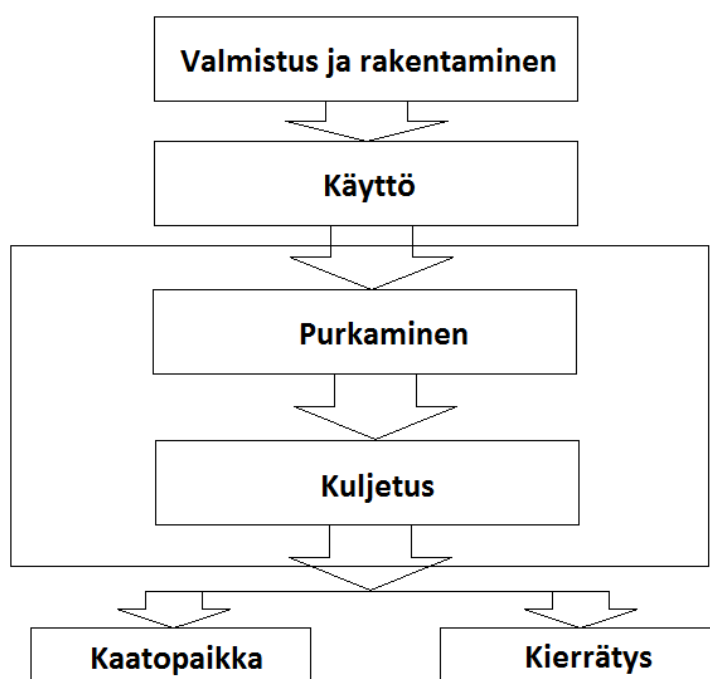 Valmistus ja rakentaminen
Käyttö
Purkaminen
Kuljetus
Kaatopaikka
Kierrätys